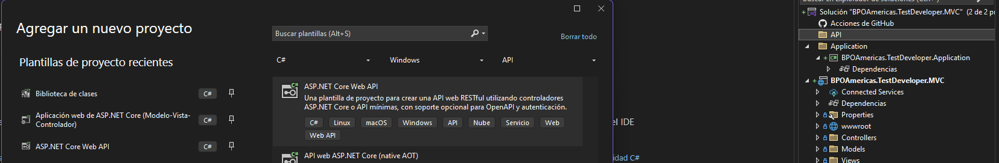 Agregar un nuevo proyecto
Buscar plantillas (Alt+S)
Borrar todo
Plantillas de proyecto recientes
C#
Windows
API
Biblioteca de clases
C#
Aplicación web de ASP.NET Core (Modelo-Vista-
Controlador)
C#
ASP.NET Core Web API
C#
ASP.NET Core Web API
Una plantilla de proyecto para crear una API web RESTful utilizando controladores
ASP.NET Core o API mínimas, con soporte opcional para OpenAPI y autenticación.
C# Linux macOS Windows API Nube Servicio Web
Web API
API web ASP.NET Core (native AOT)
el IDE
idad C#
Solución "BPOAmericas.TestDeveloper.MVC" (2 de 2 pr
Acciones de GitHub
API
Application
BPOAmericas.TestDeveloper.Application
Dependencias
BPOAmericas.TestDeveloper.MVC
Connected Services
Dependencias
Properties
wwwroot
Controllers
Models
Views